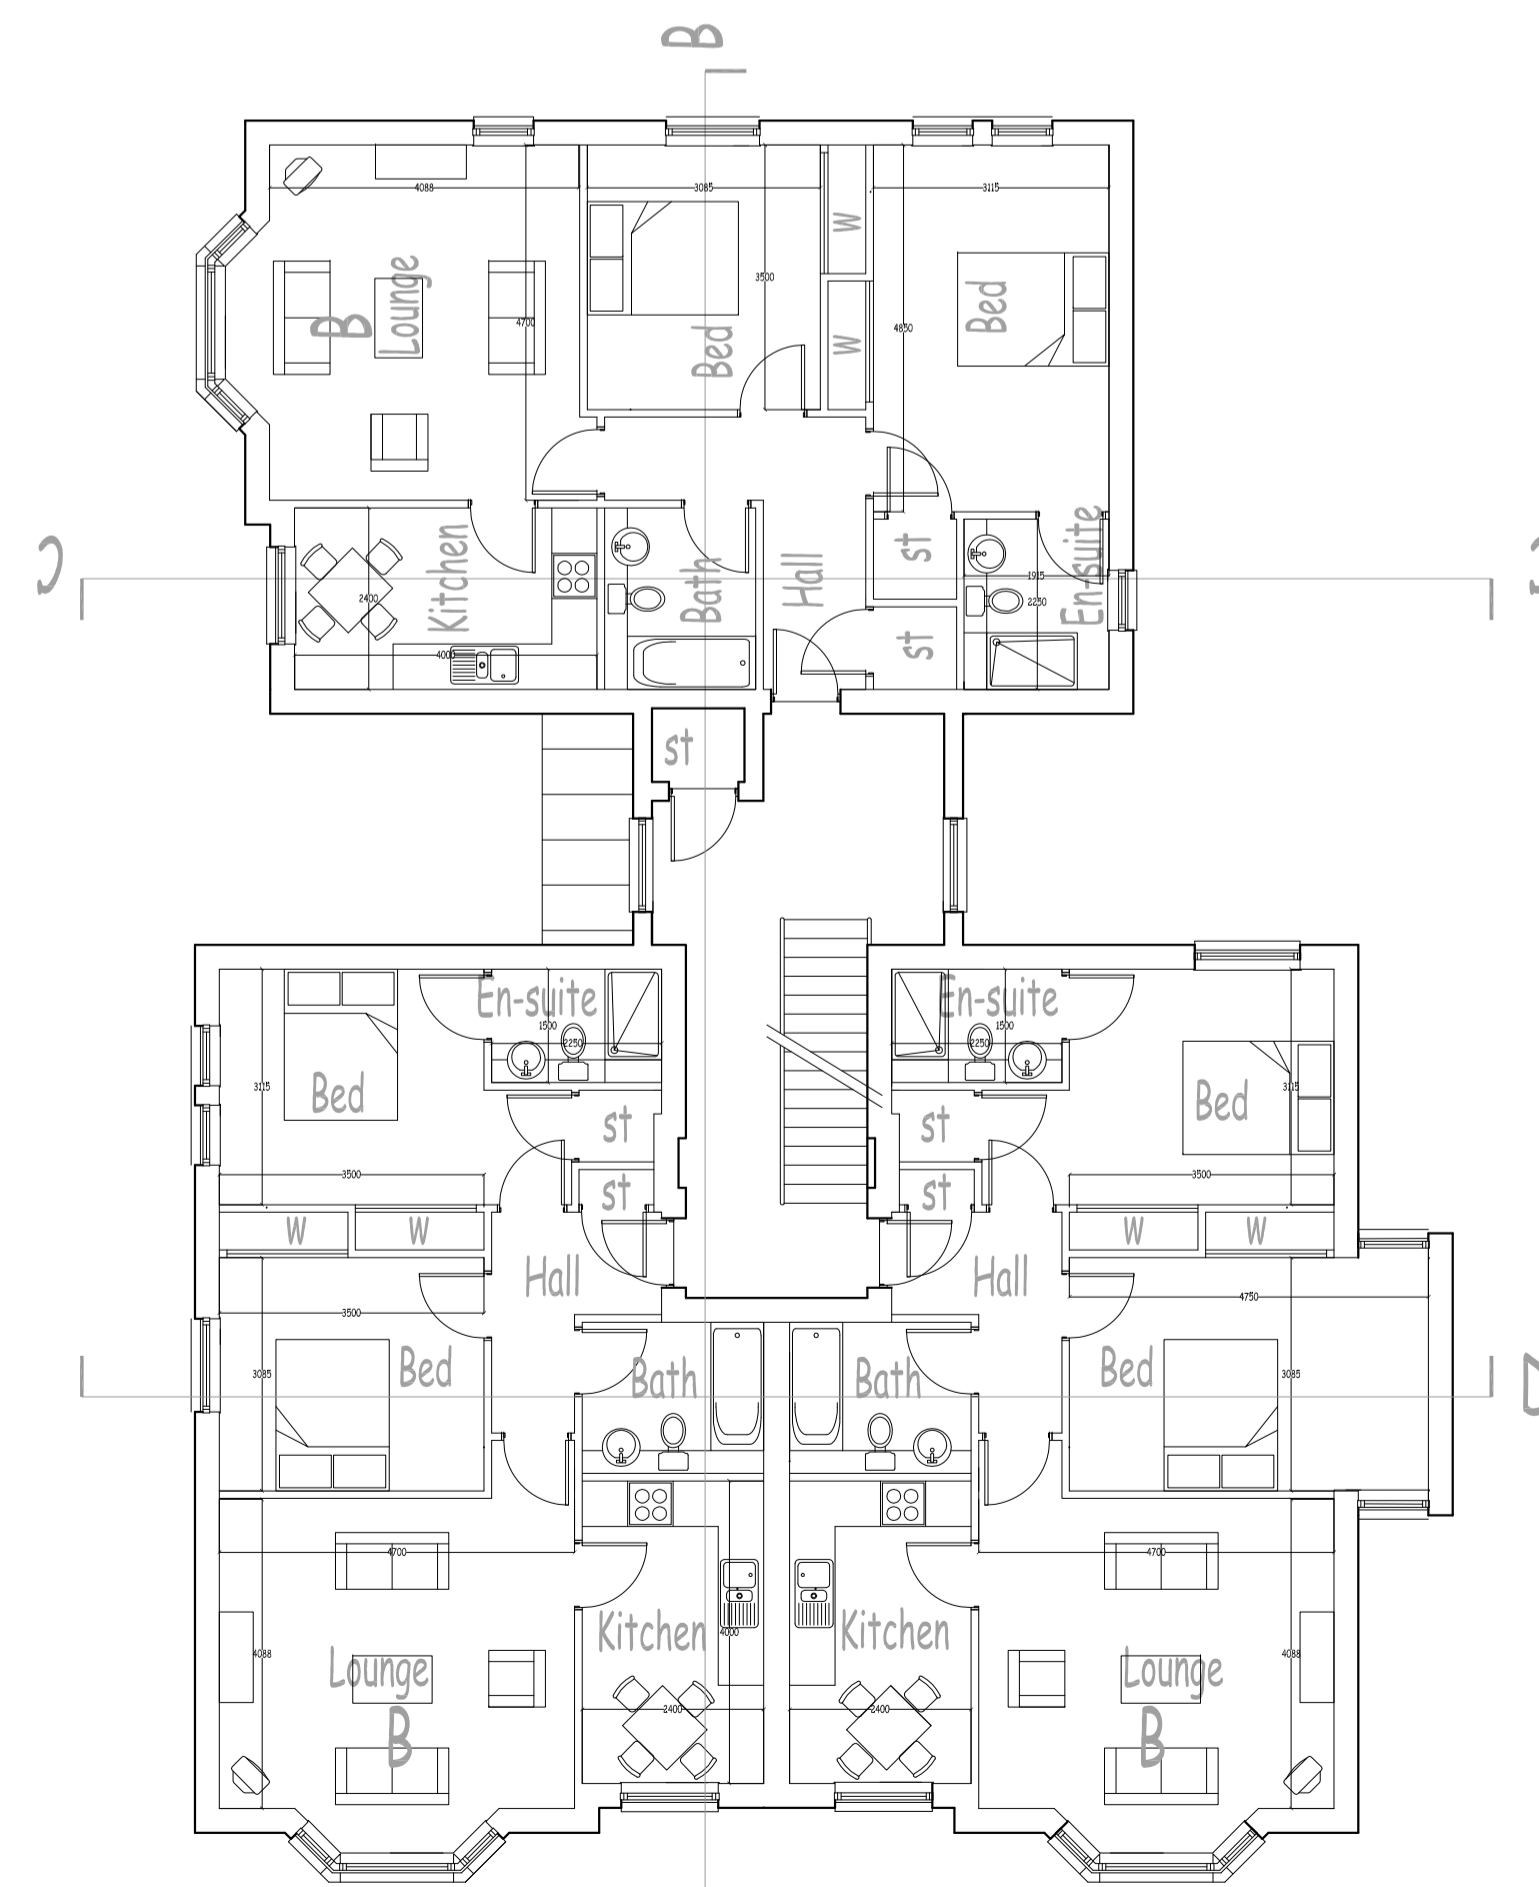 B
4088
3085
3115
W
3500
Lounge
B
4700
Bed
W
4850
Bed
C
Kitchen
2400
4000
Bath
Hall
st
st
1915
2250
En-suite
st
En-suite
1500
2250
3115
Bed
st
3500
st
W
W
Hall
3500
3085
Bed
Bath
En-suite
1500
2250
st
Bed
3115
3500
st
W
W
Hall
4750
Bath
Bed
3085
D
4700
Kitchen
4000
4088
Lounge
2400
B
Kitchen
2400
4700
Lounge
4088
B